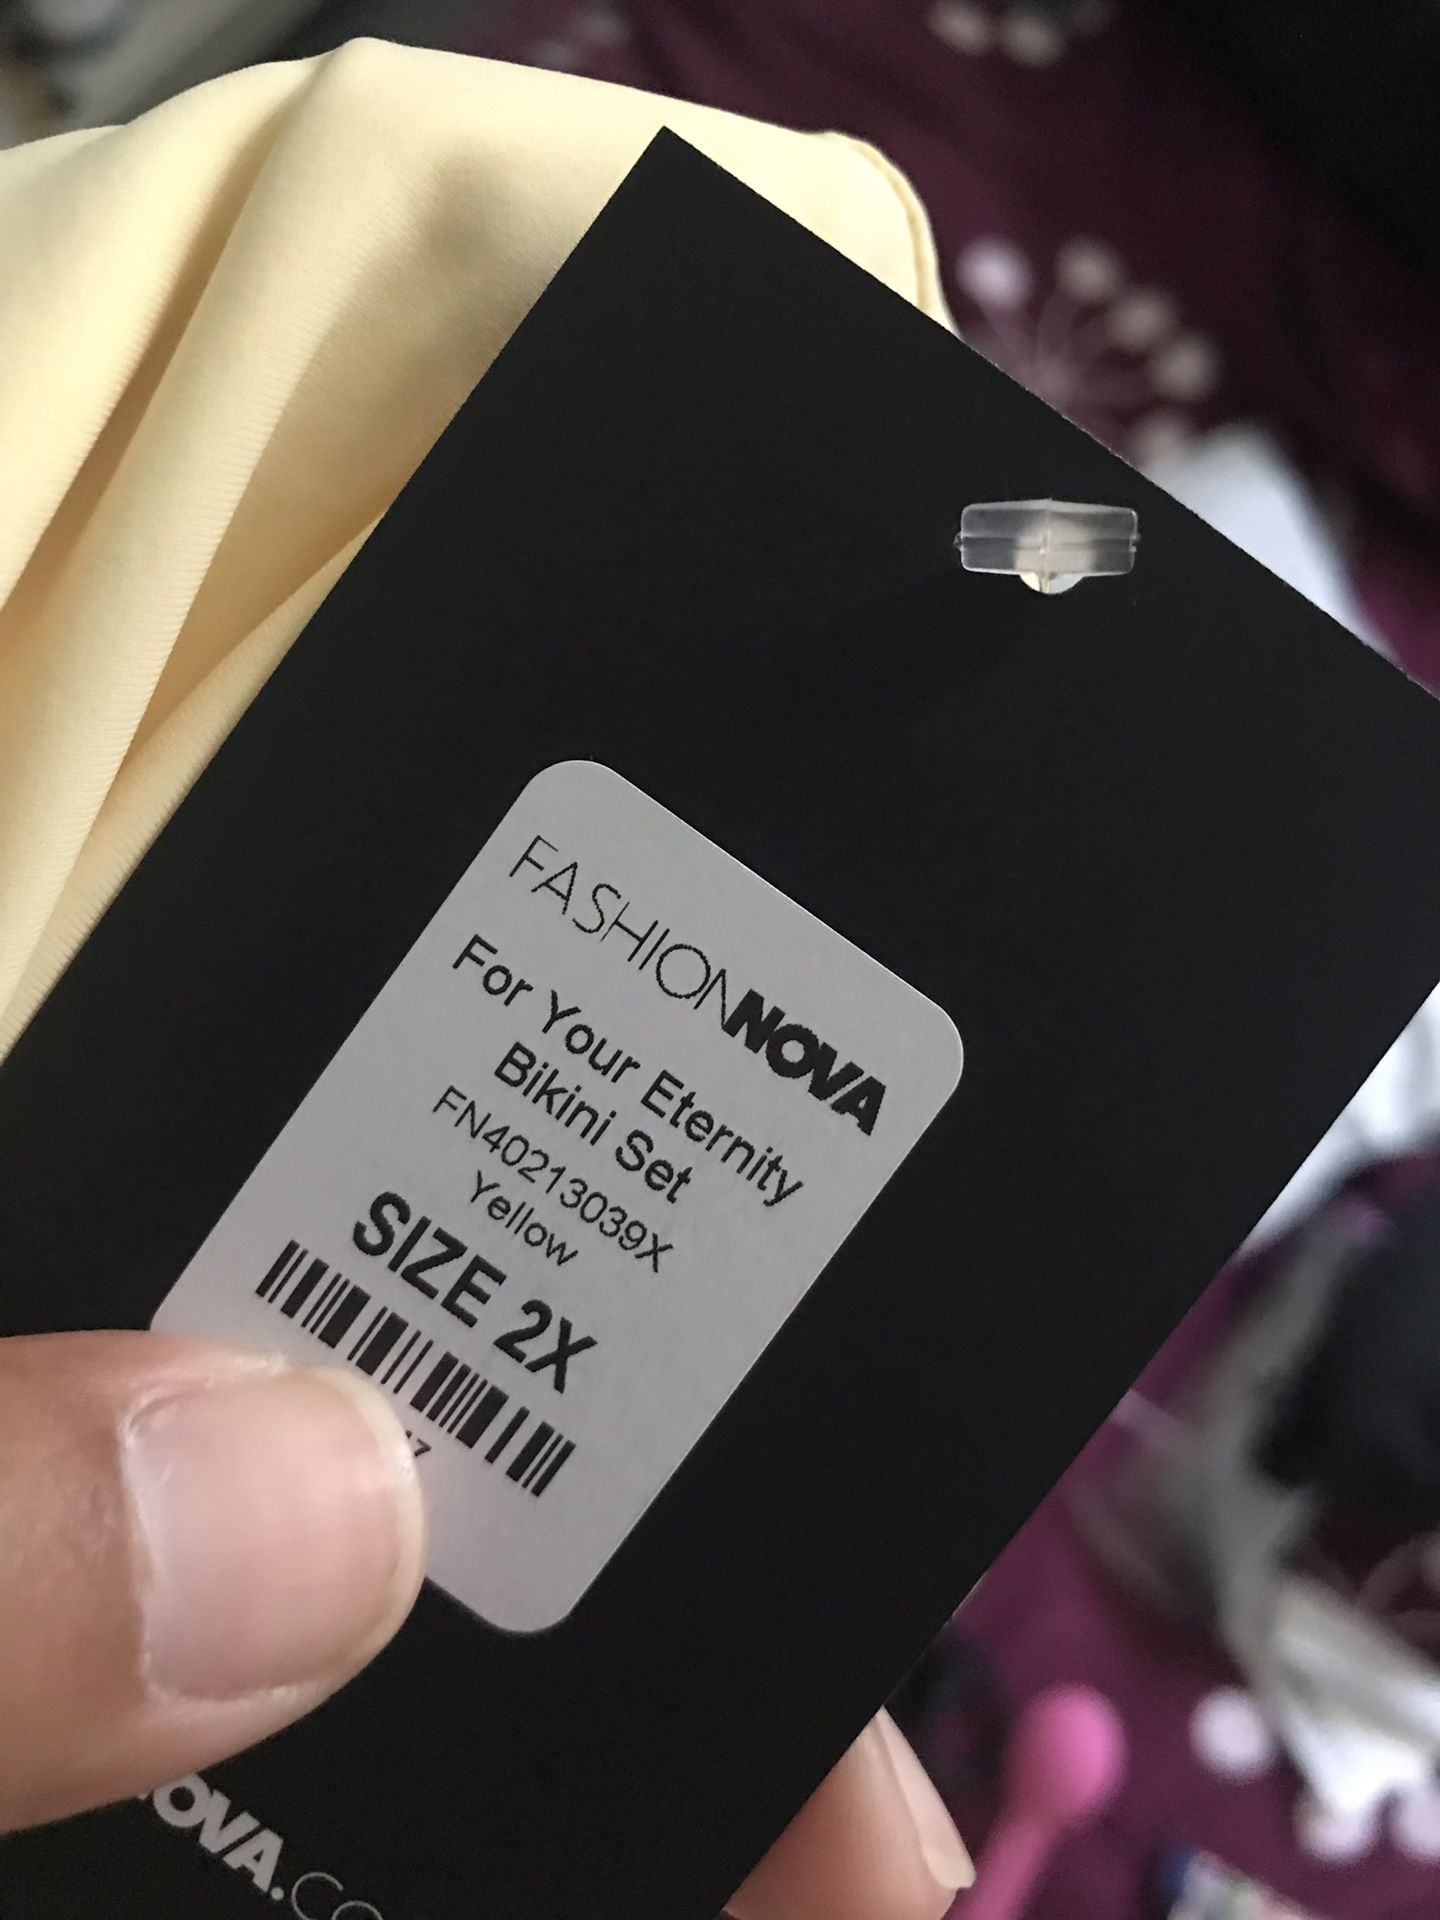 FASHIONNOVA
For Your Eternity
Bikini Set
FN40213039X
Yellow
SIZE 2X